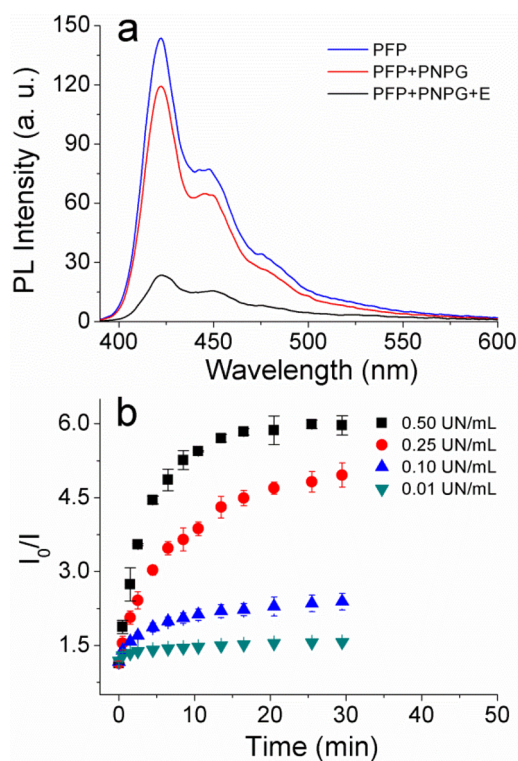 a
PFP
PFP+PNPG
PFP+PNPG+E
150
120
90
60
30
0
PL Intensity (a. u.)
400 450 500 550 600
Wavelength (nm)
b
0.50 UN/mL
0.25 UN/mL
0.10 UN/mL
0.01 UN/mL
6.0
4.5
3.0
1.5
I₀/I
0 10 20 30 40 50
Time (min)